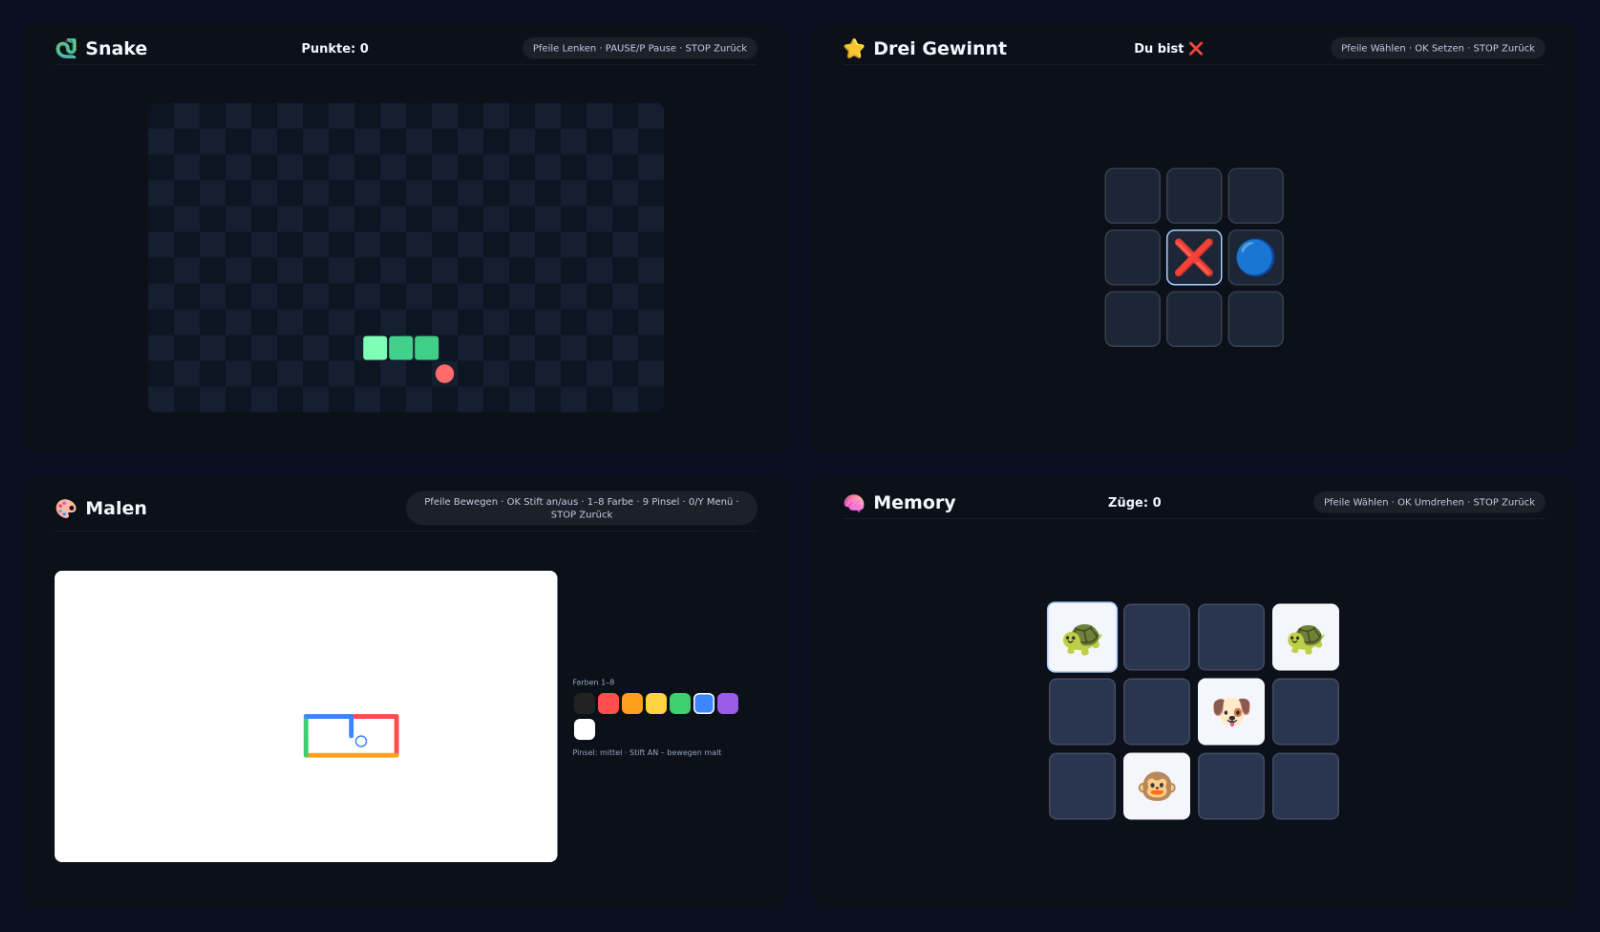 Snake
Punkte: 0
Pfeile Lenken · PAUSE/P Pause · STOP Zurück
Drei Gewinnt
Du bist ❌
Pfeile Wählen · OK Setzen · STOP Zurück
Malen
Pfeile Bewegen · OK Stift an/aus · 1–8 Farbe · 9 Pinsel · 0/Y Menü ·
STOP Zurück
Farben 1–8
Pinsel: mittel · Stift AN – bewegen malt
Memory
Züge: 0
Pfeile Wählen · OK Umdrehen · STOP Zurück